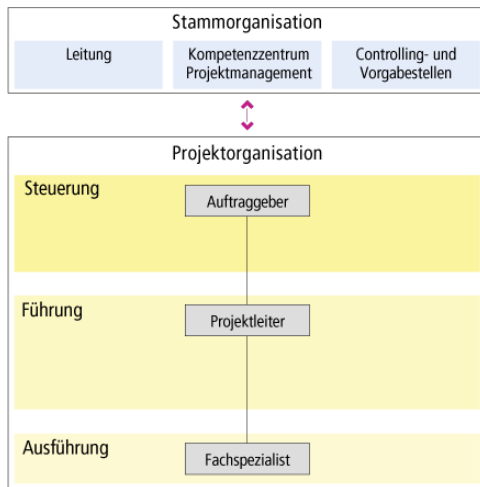 Stammorganisation
Leitung
Kompetenzzentrum
Projektmanagement
Controlling- und
Vorgabestellen
Projektorganisation
Steuerung
Auftraggeber
Führung
Projektleiter
Ausführung
Fachspezialist